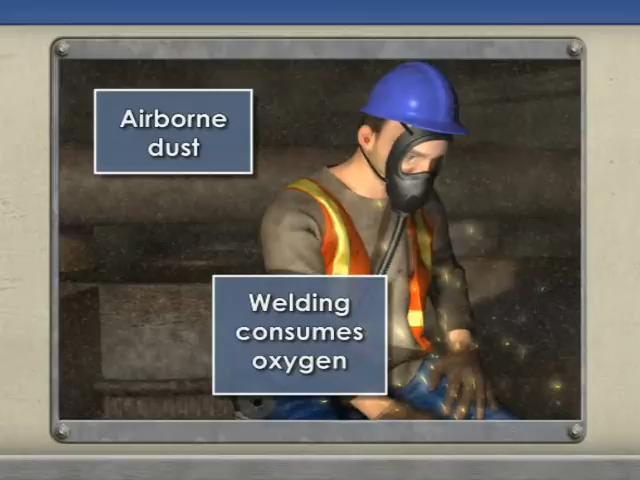 Airborne
dust
Welding
consumes
oxygen